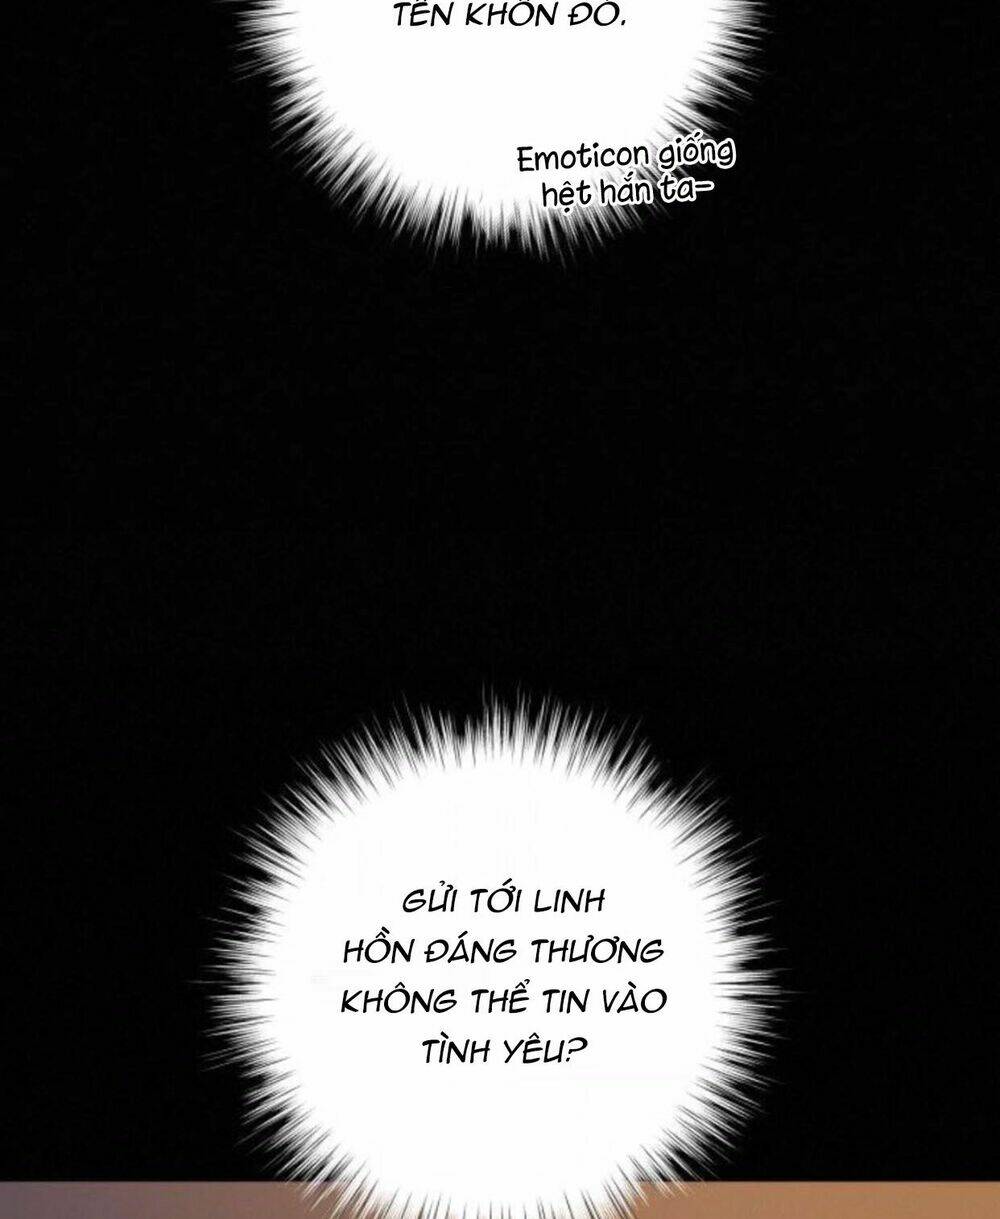 TÊN KHỐN ĐÓ.
Emoticon giống
hệt hắn ta-
GỬI TỚI LINH
HỒN ĐÁNG THƯƠNG
KHÔNG THỂ TIN VÀO
TÌNH YÊU?